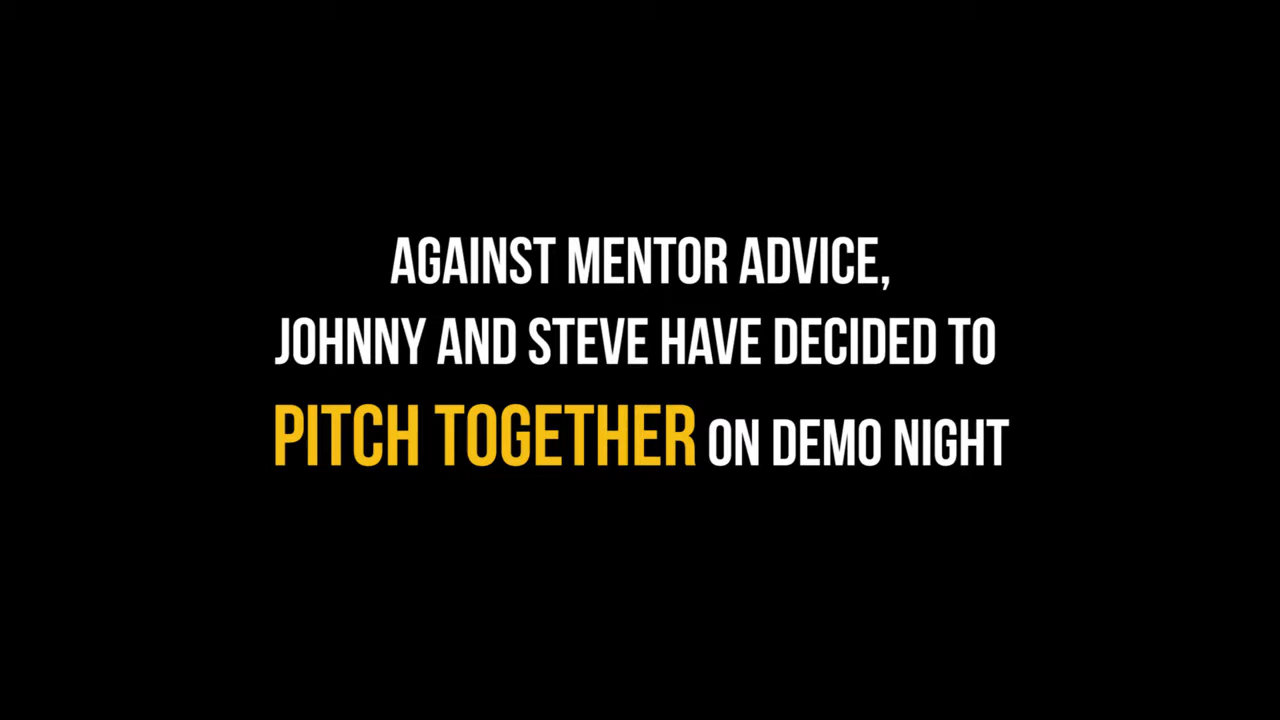 AGAINST MENTOR ADVICE,
JOHNNY AND STEVE HAVE DECIDED TO
PITCH TOGETHER ON DEMO NIGHT